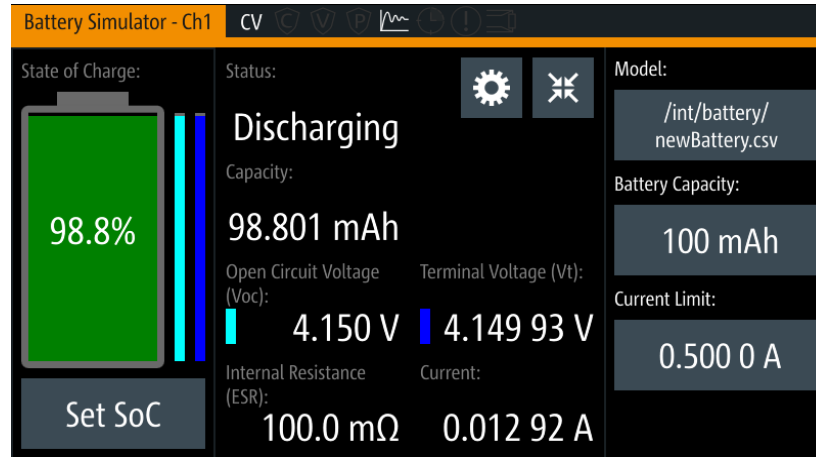 Battery Simulator - Ch1
CV
State of Charge:
98.8%
Set SoC
Status:
Discharging
Capacity:
98.801 mAh
Open Circuit Voltage
(Voc):
4.150 V
Terminal Voltage (Vt):
4.149 93 V
Internal Resistance
(ESR):
100.0 mΩ
Current:
0.012 92 A
Model:
/int/battery/
newBattery.csv
Battery Capacity:
100 mAh
Current Limit:
0.500 0 A